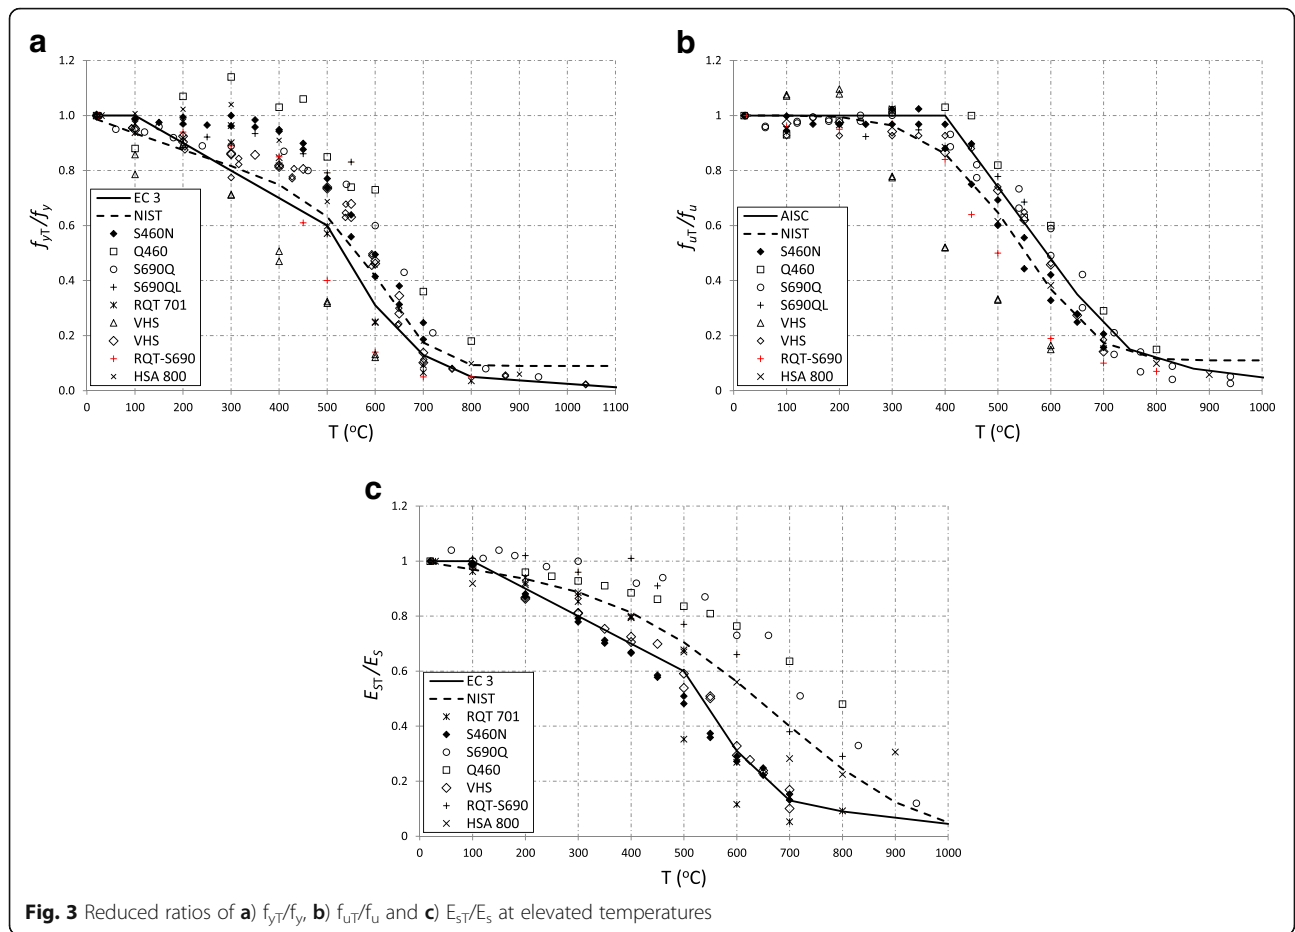 a
1.2
1.0
0.8
0.6
0.4
0.2
0.0
f_yT/f_y
EC 3
NIST
S460N
Q460
S690Q
S690QL
RQT 701
VHS
VHS
RQT-S690
HSA 800
0 100 200 300 400 500 600 700 800 900 1000 1100
T (°C)
b
1.2
1.0
0.8
0.6
0.4
0.2
0.0
f_uT/f_u
AISC
NIST
S460N
Q460
S690Q
S690QL
VHS
VHS
RQT-S690
HSA 800
0 100 200 300 400 500 600 700 800 900 1000
T (°C)
c
1.2
1
0.8
0.6
0.4
0.2
0
E_ST/E_S
EC 3
NIST
RQT 701
S460N
S690Q
Q460
VHS
RQT-S690
HSA 800
0 100 200 300 400 500 600 700 800 900 1000
T (°C)
Fig. 3 Reduced ratios of a) f_yT/f_y, b) f_uT/f_u and c) E_sT/E_s at elevated temperatures